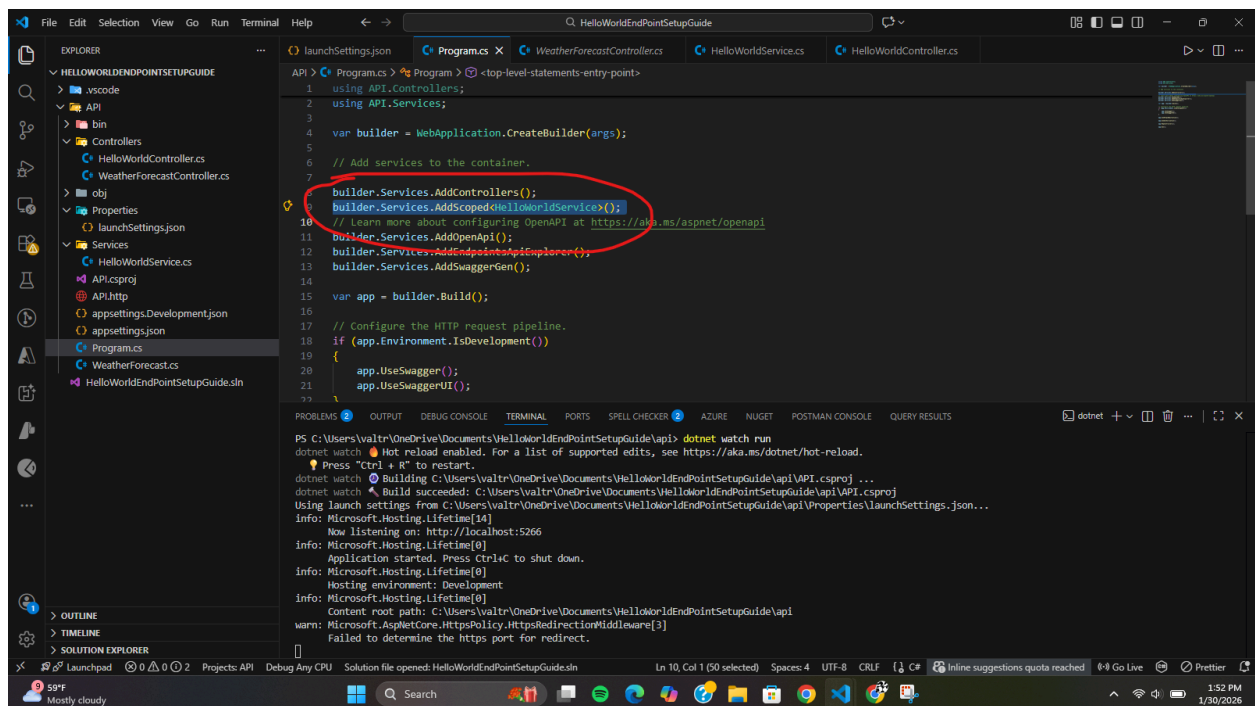 File Edit Selection View Go Run Terminal Help
HelloWorldEndPointSetupGuide
EXPLORER
launchSettings.json Program.cs WeatherForecastController.cs HelloWorldService.cs HelloWorldController.cs
HELLOWORLDENDPOINTSETUPGUIDE
.vscode
API
bin
Controllers
HelloWorldController.cs
WeatherForecastController.cs
obj
Properties
launchSettings.json
Services
HelloWorldService.cs
API.csproj
API.http
appsettings.Development.json
appsettings.json
Program.cs
WeatherForecast.cs
HelloWorldEndPointSetupGuide.sln
OUTLINE
TIMELINE
SOLUTION EXPLORER
API > Program.cs > Program > <top-level-statements-entry-point>
1 using API.Controllers;
2 using API.Services;
3
4 var builder = WebApplication.CreateBuilder(args);
5
6 // Add services to the container.
7
8 builder.Services.AddControllers();
9 builder.Services.AddScoped<HelloWorldService>();
10 // Learn more about configuring OpenAPI at https://aka.ms/aspnet/openapi
11 builder.Services.AddOpenApi();
12 builder.Services.AddEndpointsApiExplorer();
13 builder.Services.AddSwaggerGen();
14
15 var app = builder.Build();
16
17 // Configure the HTTP request pipeline.
18 if (app.Environment.IsDevelopment())
19 {
20 app.UseSwagger();
21 app.UseSwaggerUI();
22 }
PROBLEMS 2 OUTPUT DEBUG CONSOLE TERMINAL PORTS SPELL CHECKER 2 AZURE NUGET POSTMAN CONSOLE QUERY RESULTS
dotnet
PS C:\Users\valtr\OneDrive\Documents\HelloWorldEndPointSetupGuide\api> dotnet watch run
dotnet watch 🔥 Hot reload enabled. For a list of supported edits, see https://aka.ms/dotnet/hot-reload.
💡 Press "Ctrl + R" to restart.
dotnet watch Building C:\Users\valtr\OneDrive\Documents\HelloWorldEndPointSetupGuide\api\API.csproj ...
dotnet watch 🔨 Build succeeded: C:\Users\valtr\OneDrive\Documents\HelloWorldEndPointSetupGuide\api\API.csproj
Using launch settings from C:\Users\valtr\OneDrive\Documents\HelloWorldEndPointSetupGuide\api\Properties\launchSettings.json...
info: Microsoft.Hosting.Lifetime[14]
Now listening on: http://localhost:5266
info: Microsoft.Hosting.Lifetime[0]
Application started. Press Ctrl+C to shut down.
info: Microsoft.Hosting.Lifetime[0]
Hosting environment: Development
info: Microsoft.Hosting.Lifetime[0]
Content root path: C:\Users\valtr\OneDrive\Documents\HelloWorldEndPointSetupGuide\api
warn: Microsoft.AspNetCore.HttpsPolicy.HttpsRedirectionMiddleware[3]
Failed to determine the https port for redirect.
Launchpad 0 0 2 Projects: API Debug Any CPU Solution file opened: HelloWorldEndPointSetupGuide.sln Ln 10, Col 1 (50 selected) Spaces: 4 UTF-8 CRLF C# Inline suggestions quota reached Go Live Prettier
9 59°F
Mostly cloudy
Search
1:52 PM
1/30/2026